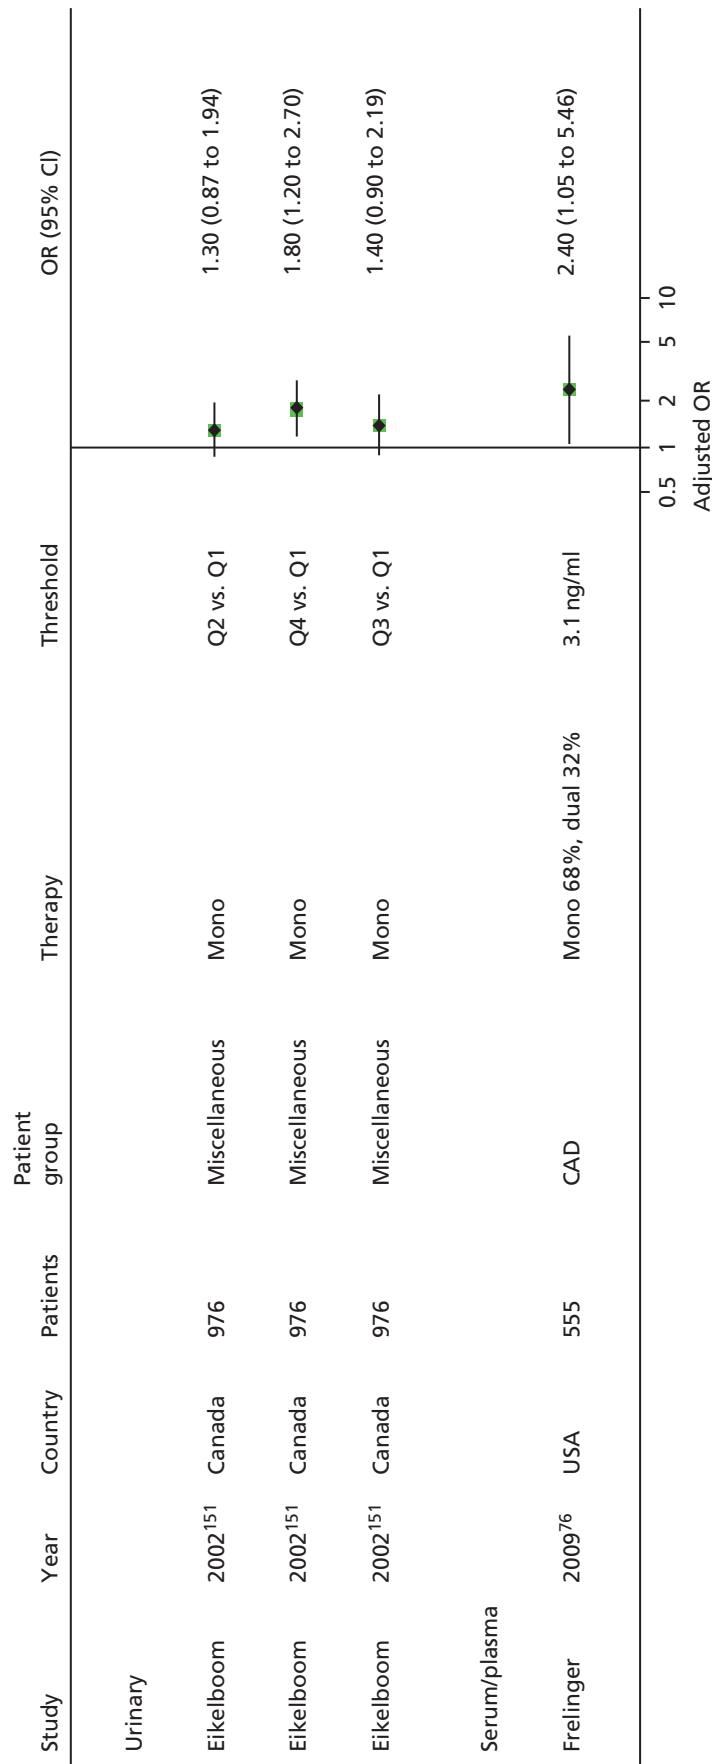 Study Year Country Patients Patient group Therapy Threshold OR (95% CI)
Urinary
Eikelboom 2002151 Canada 976 Miscellaneous Mono Q2 vs. Q1 1.30 (0.87 to 1.94)
Eikelboom 2002151 Canada 976 Miscellaneous Mono Q4 vs. Q1 1.80 (1.20 to 2.70)
Eikelboom 2002151 Canada 976 Miscellaneous Mono Q3 vs. Q1 1.40 (0.90 to 2.19)
Serum/plasma
Frelinger 200976 USA 555 CAD Mono 68%, dual 32% 3.1 ng/ml 2.40 (1.05 to 5.46)
0.5 1 2 5 10
Adjusted OR